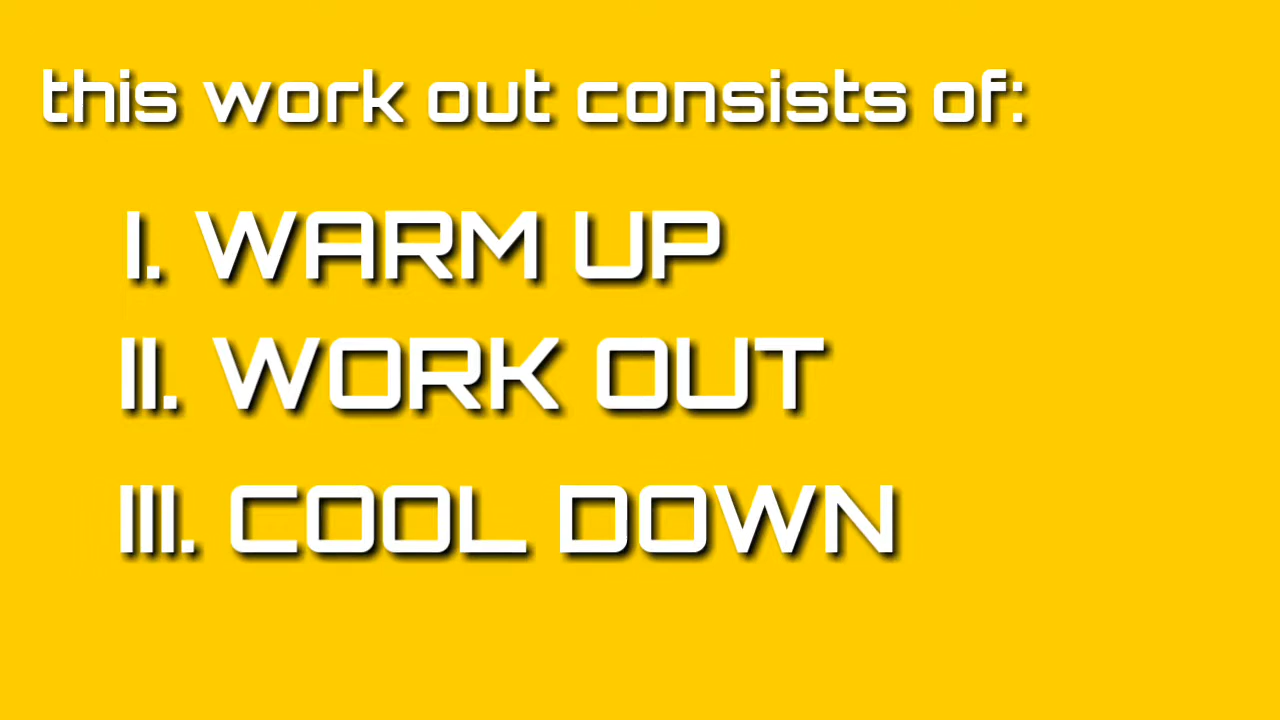 this work out consists of:
I. WARM UP
II. WORK OUT
III. COOL DOWN